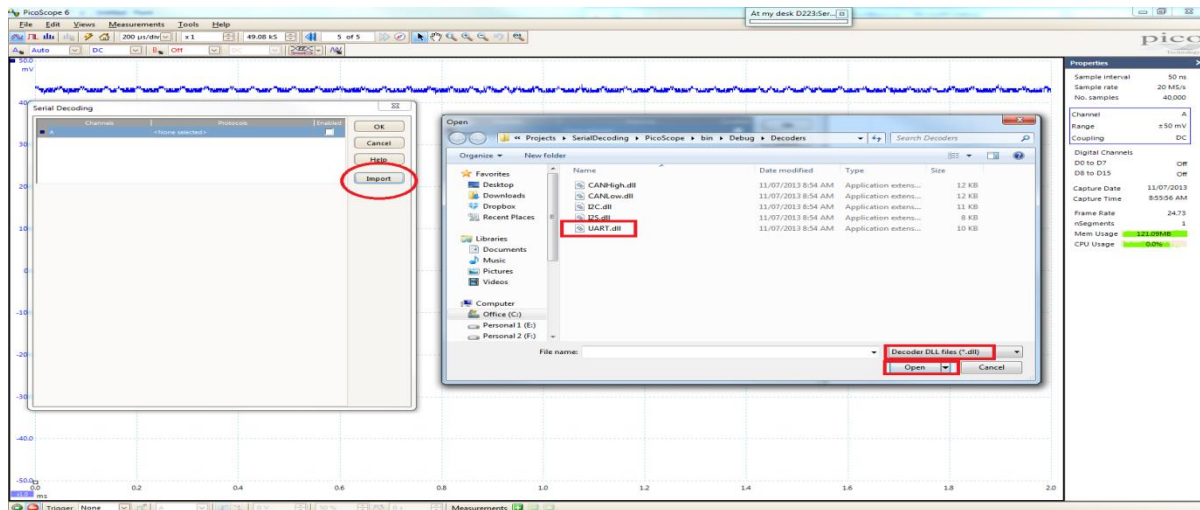 PicoScope 6
At my desk D223:Ser...
File Edit Views Measurements Tools Help
200 µs/div x 1 49.08 kS 5 of 5
pico
Technology
A Auto DC B Off DC
50.0
mV
Serial Decoding
Channels Protocols Enabled
A <None selected>
OK
Cancel
Help
Import
Open
« Projects ▸ SerialDecoding ▸ PicoScope ▸ bin ▸ Debug ▸ Decoders
Search Decoders
Organize New folder
Favorites
Desktop
Downloads
Dropbox
Recent Places
Libraries
Documents
Music
Pictures
Videos
Computer
Office (C:)
Personal 1 (E:)
Personal 2 (F:)
Name Date modified Type Size
CANHigh.dll 11/07/2013 8:54 AM Application extens... 12 KB
CANLow.dll 11/07/2013 8:54 AM Application extens... 12 KB
I2C.dll 11/07/2013 8:54 AM Application extens... 11 KB
I2S.dll 11/07/2013 8:54 AM Application extens... 8 KB
UART.dll 11/07/2013 8:54 AM Application extens... 10 KB
File name: Decoder DLL files (*.dll)
Open Cancel
Properties
Sample interval 50 ns
Sample rate 20 MS/s
No. samples 40,000
Channel A
Range ±50 mV
Coupling DC
Digital Channels
D0 to D7 Off
D8 to D15 Off
Capture Date 11/07/2013
Capture Time 8:55:56 AM
Frame Rate 24.73
nSegments 1
Mem Usage 121.09MB
CPU Usage 0.0%
40
30
20
10
0
-10
-20
-30
-40.0
-50.0
x1.0 ms
0.0 0.2 0.4 0.6 0.8 1.0 1.2 1.4 1.6 1.8 2.0
Trigger None A 0 V 50 % 0 s Measurements